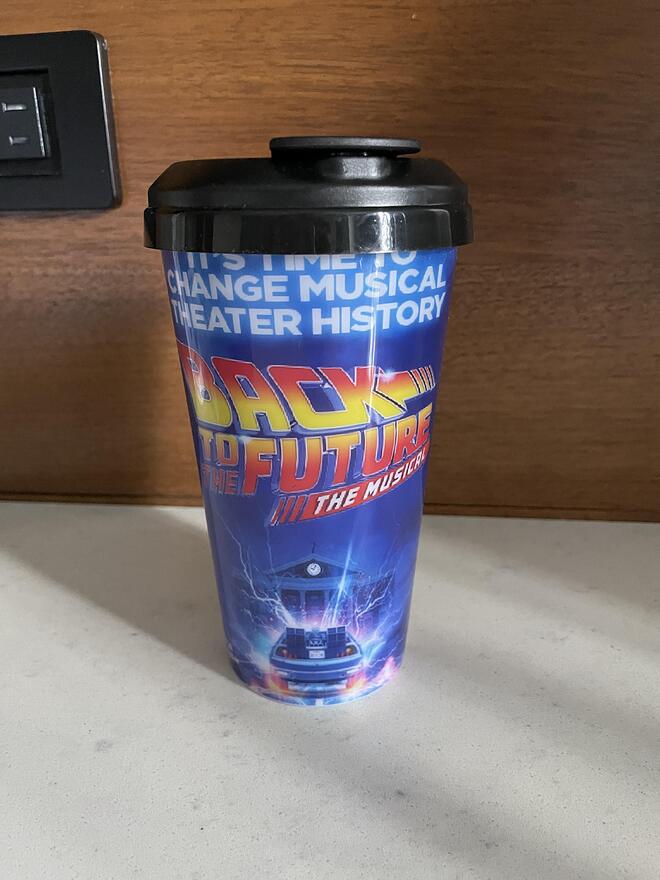 IT'S TIME TO
CHANGE MUSICAL
THEATER HISTORY
BACK
TO THE FUTURE
THE MUSICAL